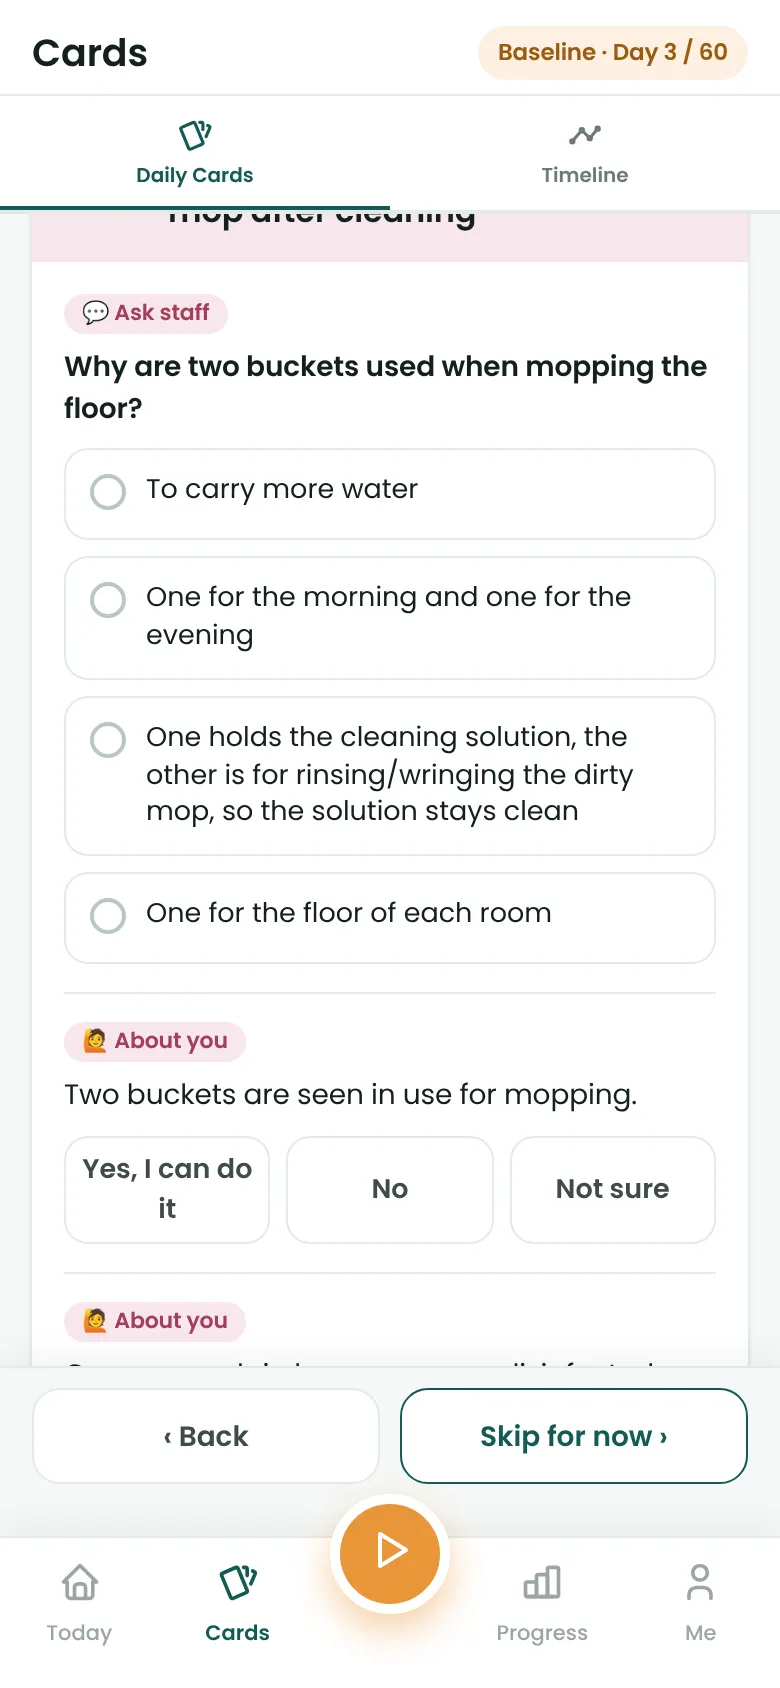 Cards
Baseline · Day 3 / 60
Daily Cards
Timeline
mop after cleaning
Ask staff
Why are two buckets used when mopping the
floor?
To carry more water
One for the morning and one for the
evening
One holds the cleaning solution, the
other is for rinsing/wringing the dirty
mop, so the solution stays clean
One for the floor of each room
About you
Two buckets are seen in use for mopping.
Yes, I can do
it
No
Not sure
About you
‹ Back
Skip for now ›
Today
Cards
Progress
Me